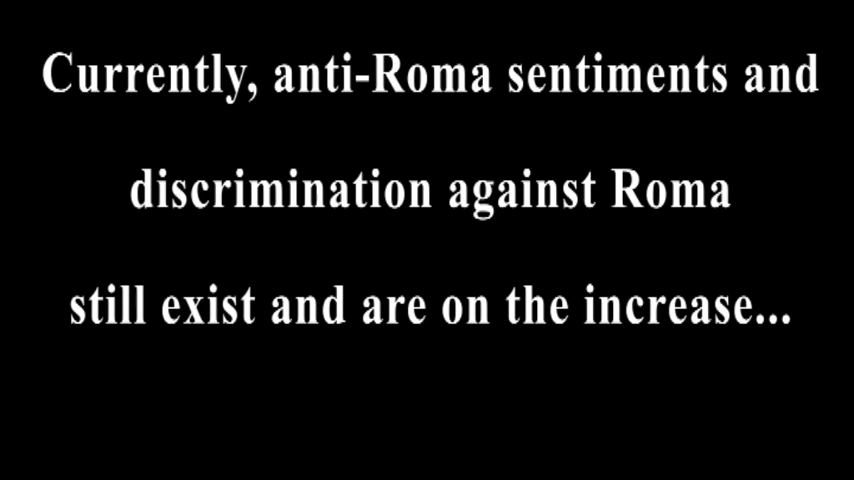 Currently, anti-Roma sentiments and
discrimination against Roma
still exist and are on the increase...